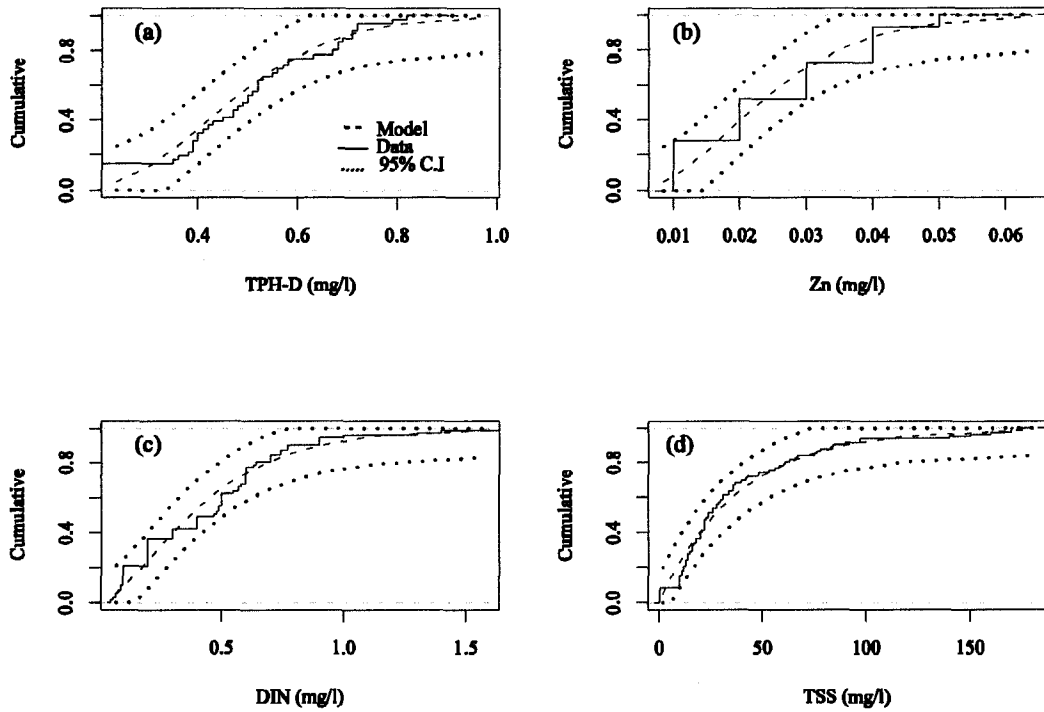 (a)
Cumulative
0.0 0.4 0.8
Model
Data
95% C.I
0.4 0.6 0.8 1.0
TPH-D (mg/l)
(b)
Cumulative
0.0 0.4 0.8
0.01 0.02 0.03 0.04 0.05 0.06
Zn (mg/l)
(c)
Cumulative
0.0 0.4 0.8
0.5 1.0 1.5
DIN (mg/l)
(d)
Cumulative
0.0 0.4 0.8
0 50 100 150
TSS (mg/l)